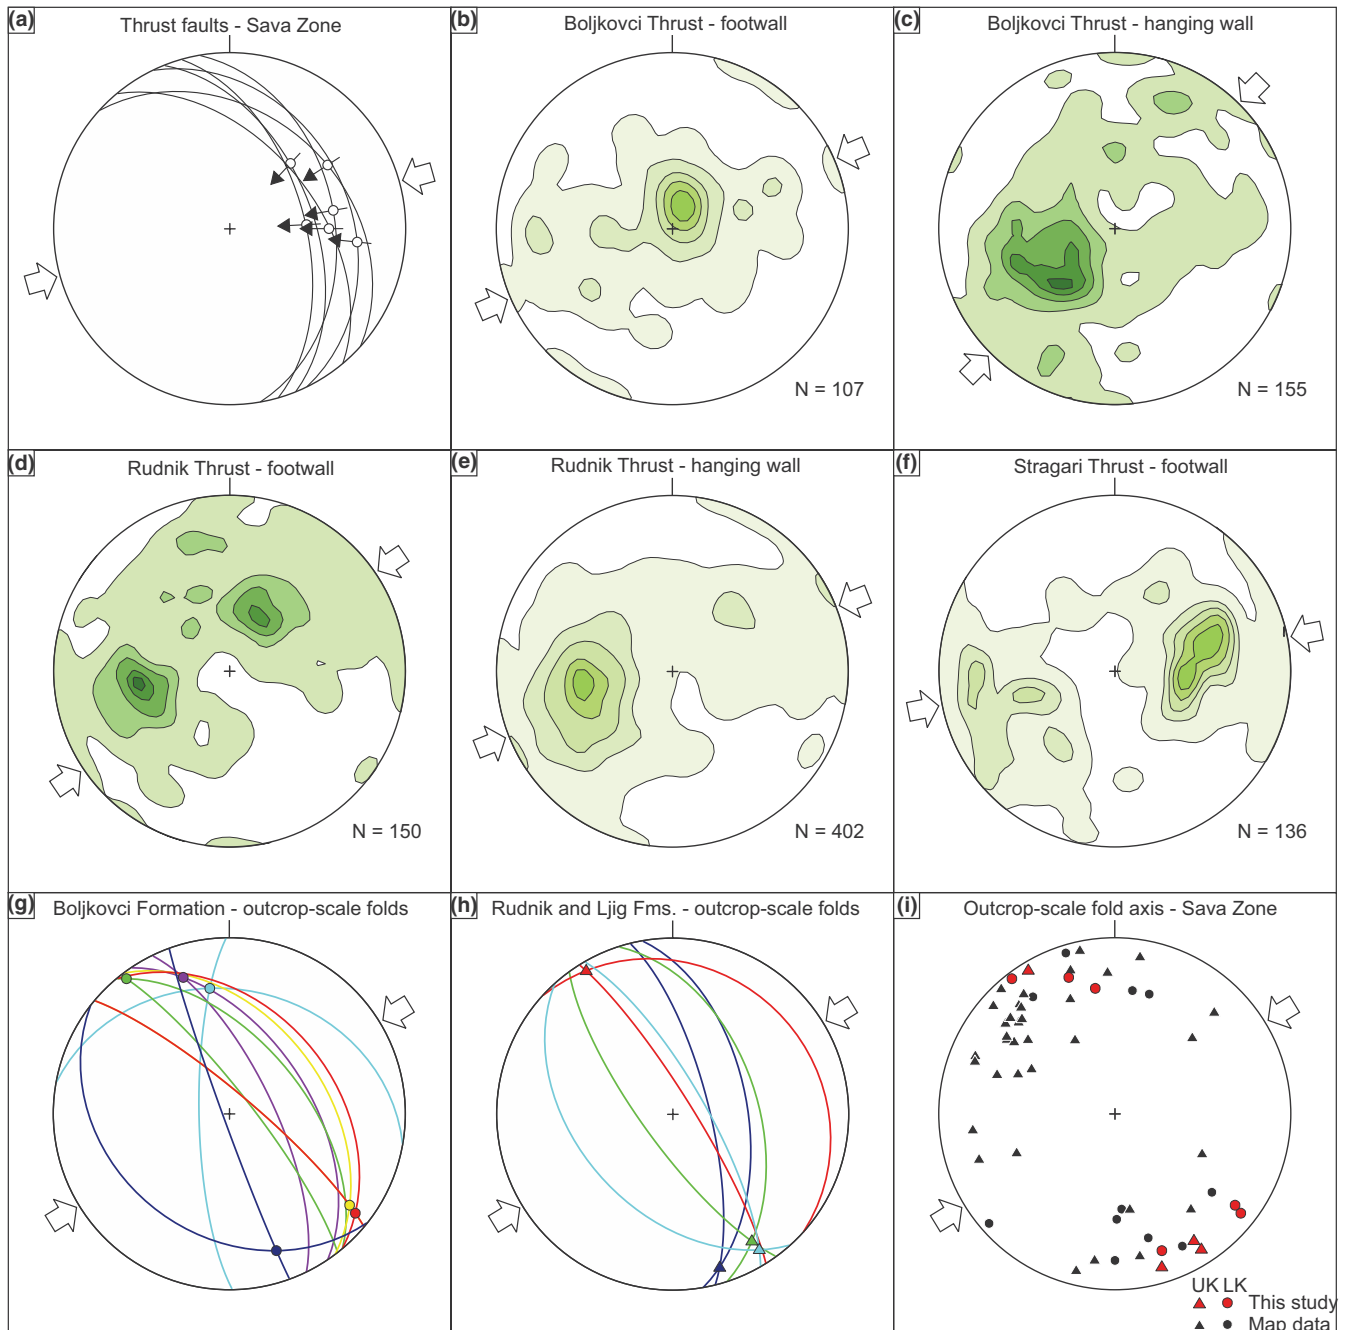 (a)
Thrust faults - Sava Zone
(b)
Boljkovci Thrust - footwall
N = 107
(c)
Boljkovci Thrust - hanging wall
N = 155
(d)
Rudnik Thrust - footwall
N = 150
(e)
Rudnik Thrust - hanging wall
N = 402
(f)
Stragari Thrust - footwall
N = 136
(g)
Boljkovci Formation - outcrop-scale folds
(h)
Rudnik and Ljig Fms. - outcrop-scale folds
(i)
Outcrop-scale fold axis - Sava Zone
UK LK
This study
Map data